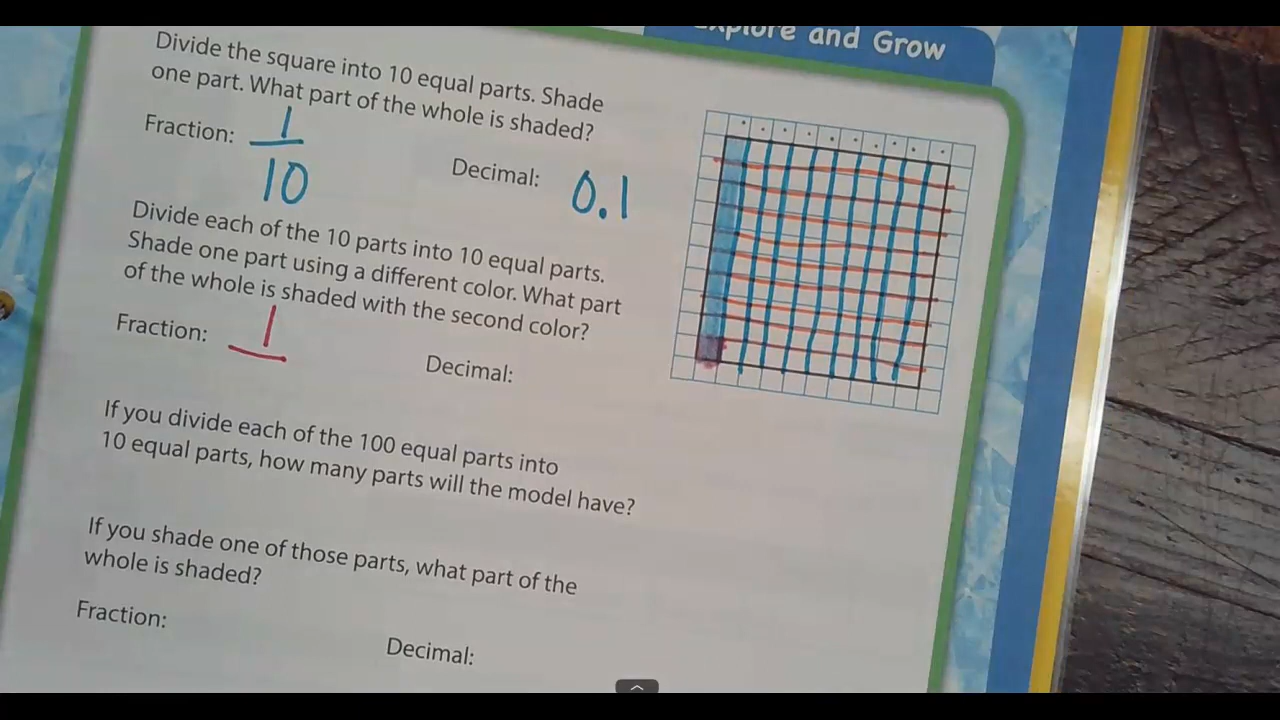 Explore and Grow
Divide the square into 10 equal parts. Shade
one part. What part of the whole is shaded?
Fraction: 1/10
Decimal: 0.1
Divide each of the 10 parts into 10 equal parts.
Shade one part using a different color. What part
of the whole is shaded with the second color?
Fraction: 1/
Decimal:
If you divide each of the 100 equal parts into
10 equal parts, how many parts will the model have?
If you shade one of those parts, what part of the
whole is shaded?
Fraction:
Decimal: